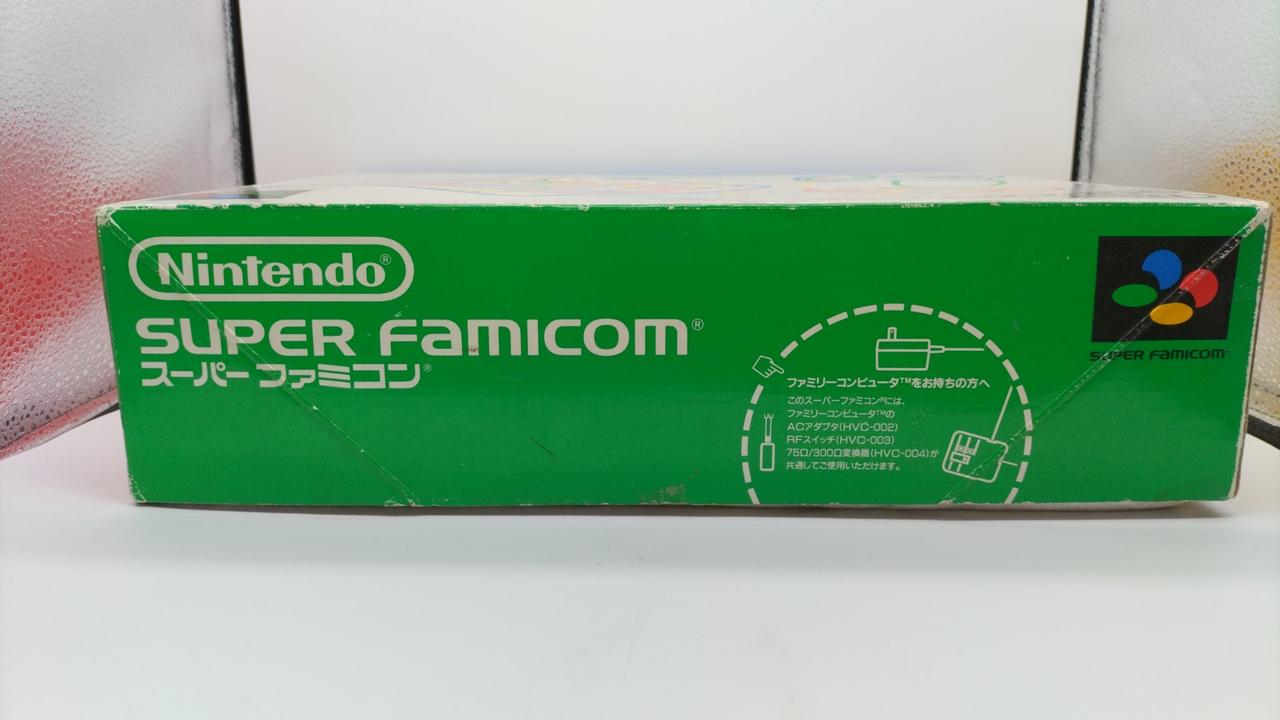 Nintendo®
SUPER FAMICOM®
スーパーファミコン®
ファミリーコンピュータ™をお持ちの方へ
このスーパーファミコン®には、
ファミリーコンピュータ™の
ACアダプタ(HVC-002)
RFスイッチ(HVC-003)
75Ω/300Ω変換器(HVC-004)が
共通してご使用いただけます。
SUPER FAMICOM